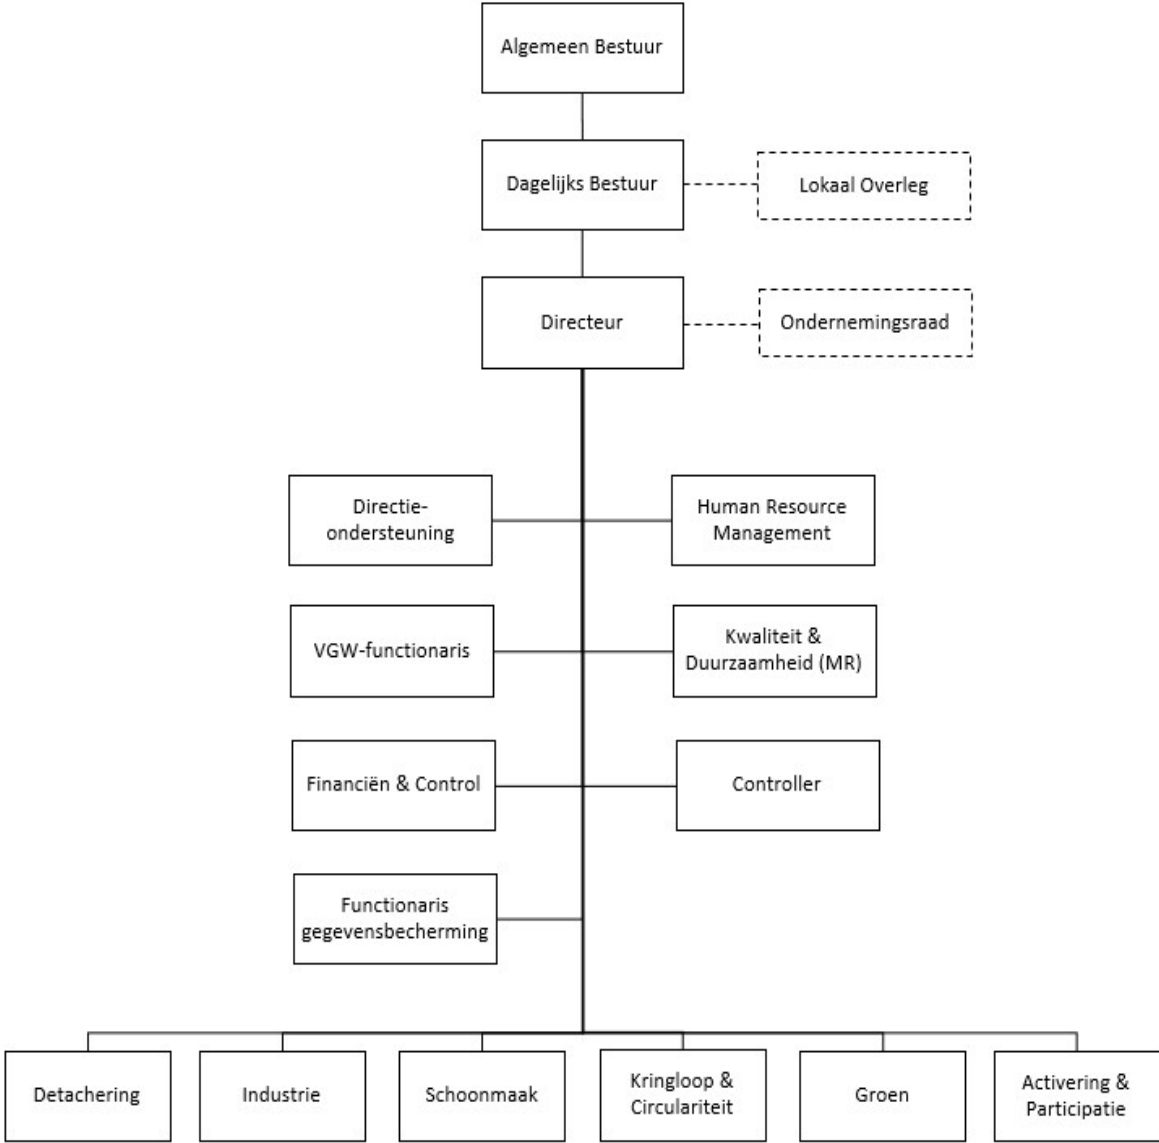 Algemeen Bestuur
Dagelijks Bestuur
Lokaal Overleg
Directeur
Ondernemingsraad
Directie-
ondersteuning
Human Resource
Management
VGW-functionaris
Kwaliteit &
Duurzaamheid (MR)
Financiën & Control
Controller
Functionaris
gegevensbecherming
Detachering
Industrie
Schoonmaak
Kringloop &
Circulariteit
Groen
Activering &
Participatie